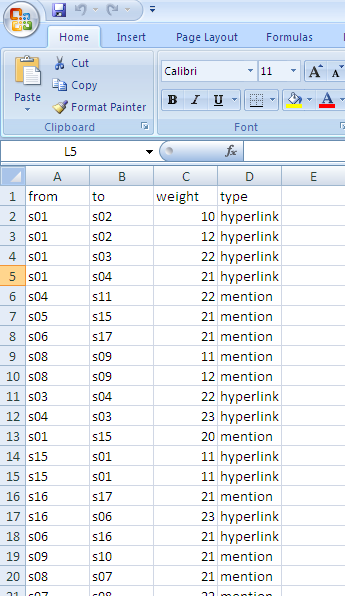 Home Insert Page Layout Formulas
Cut
Copy
Paste
Format Painter
Calibri 11 A A
B I U A
Clipboard Font
L5 fx
A B C D E
1 from to weight type
2 s01 s02 10 hyperlink
3 s01 s02 12 hyperlink
4 s01 s03 22 hyperlink
5 s01 s04 21 hyperlink
6 s04 s11 22 mention
7 s05 s15 21 mention
8 s06 s17 21 mention
9 s08 s09 11 mention
10 s08 s09 12 mention
11 s03 s04 22 hyperlink
12 s04 s03 23 hyperlink
13 s01 s15 20 mention
14 s15 s01 11 hyperlink
15 s15 s01 11 hyperlink
16 s16 s17 21 mention
17 s16 s06 23 hyperlink
18 s06 s16 21 hyperlink
19 s09 s10 21 mention
20 s08 s07 21 mention